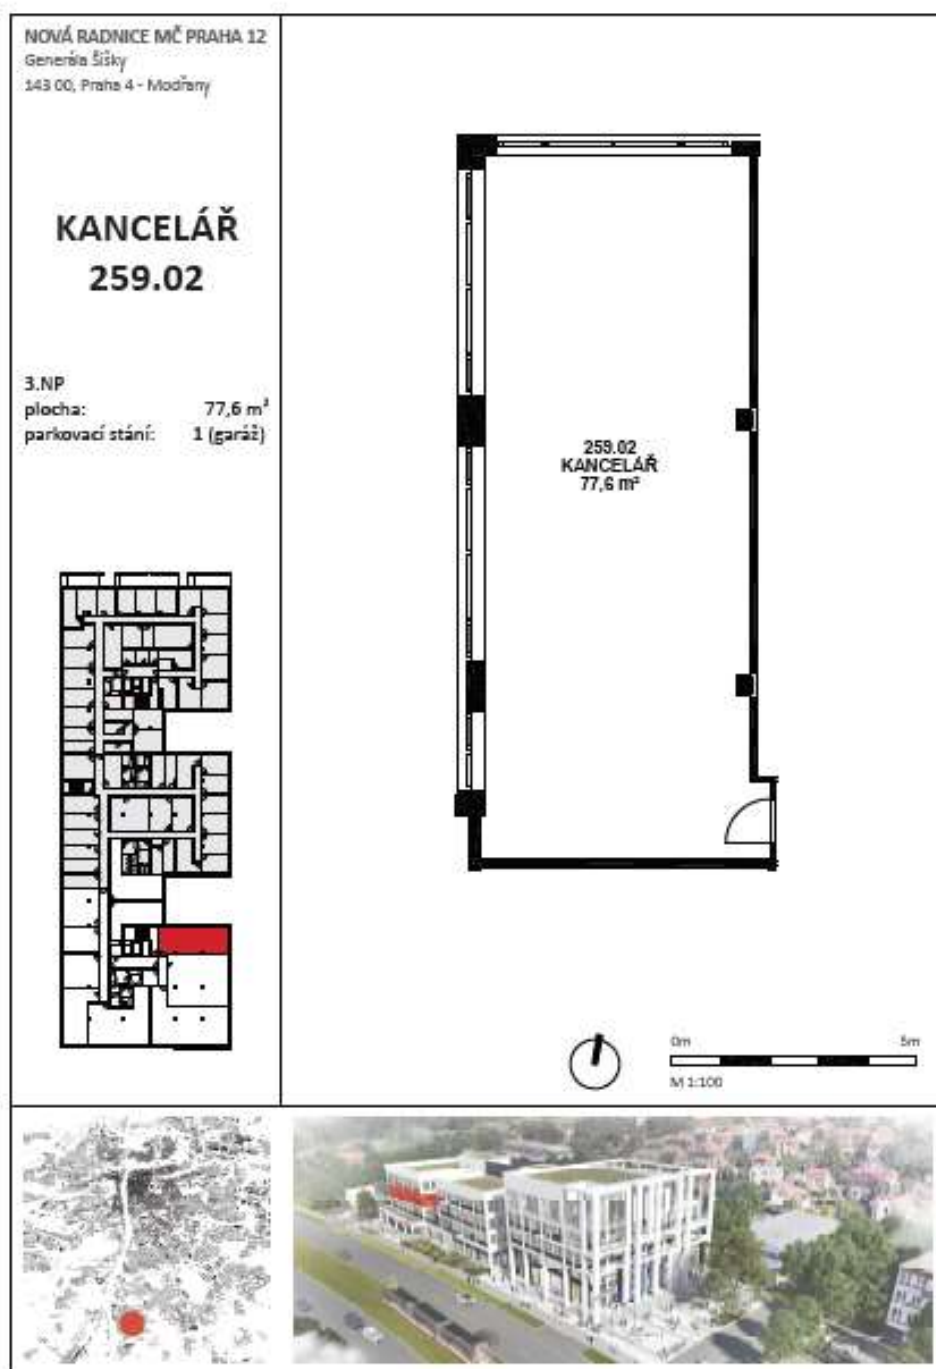 NOVÁ RADNICE MČ PRAHA 12
Generála Šišky
143 00, Praha 4 - Modřany
KANCELÁŘ
259.02
3.NP
plocha: 77,6 m²
parkovací stání: 1 (garáž)
259.02
KANCELÁŘ
77,6 m²
0m 5m
M 1:100